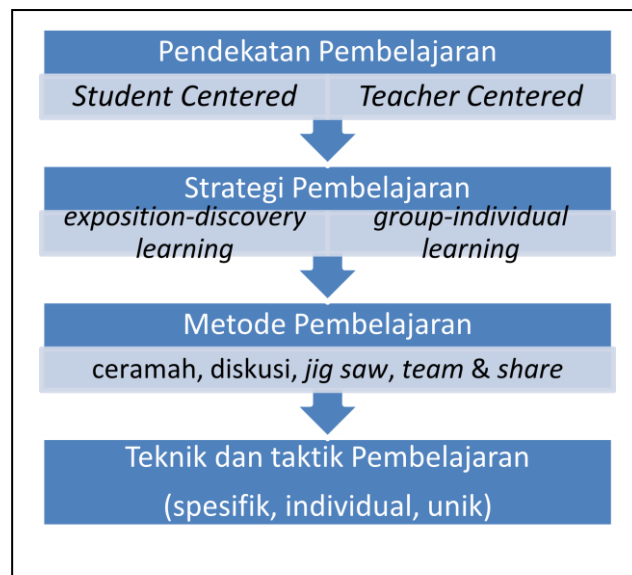 Pendekatan Pembelajaran
Student Centered
Teacher Centered
Strategi Pembelajaran
exposition-discovery
learning
group-individual
learning
Metode Pembelajaran
ceramah, diskusi, jig saw, team & share
Teknik dan taktik Pembelajaran
(spesifik, individual, unik)